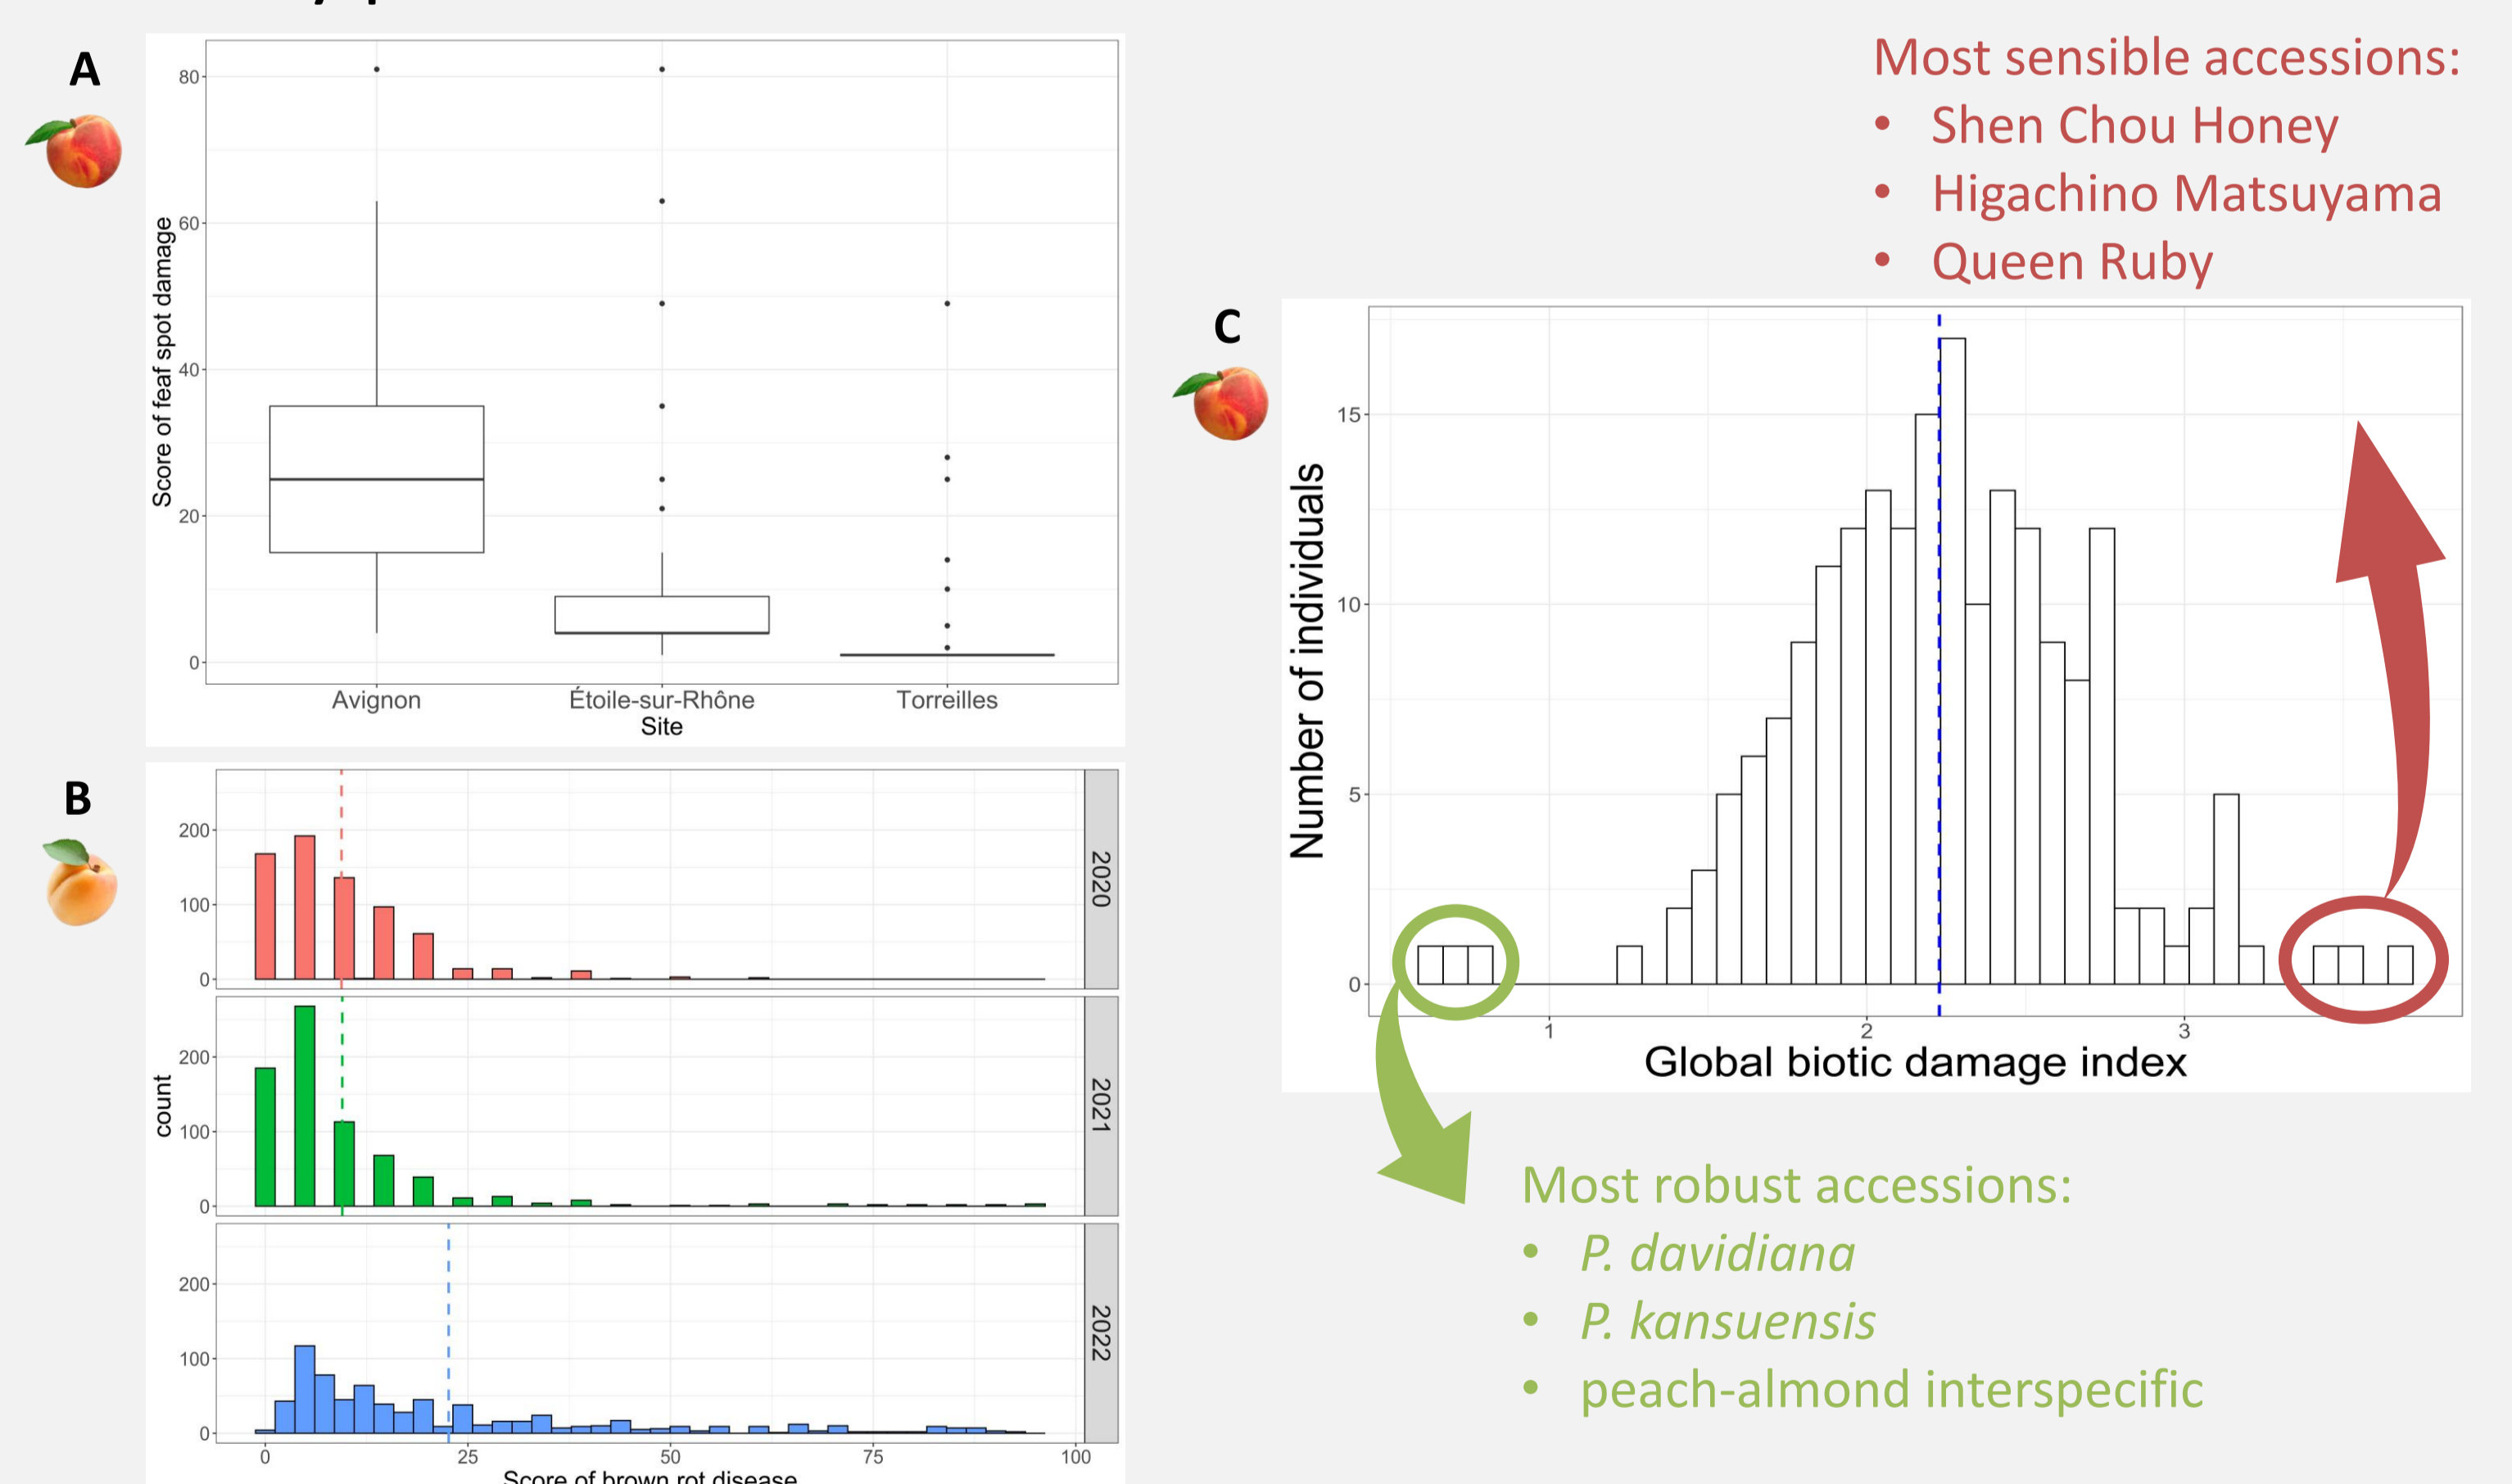 A
80
60
40
20
0
Score of feaf spot damage
Avignon
Étoile-sur-Rhône
Torreilles
Site
B
200
100
0
2020
200
100
0
2021
200
100
0
2022
count
0
25
50
75
100
Score of brown rot disease
Most sensible accessions:
• Shen Chou Honey
• Higachino Matsuyama
• Queen Ruby
C
15
10
5
0
Number of individuals
1
2
3
Global biotic damage index
Most robust accessions:
• P. davidiana
• P. kansuensis
• peach-almond interspecific